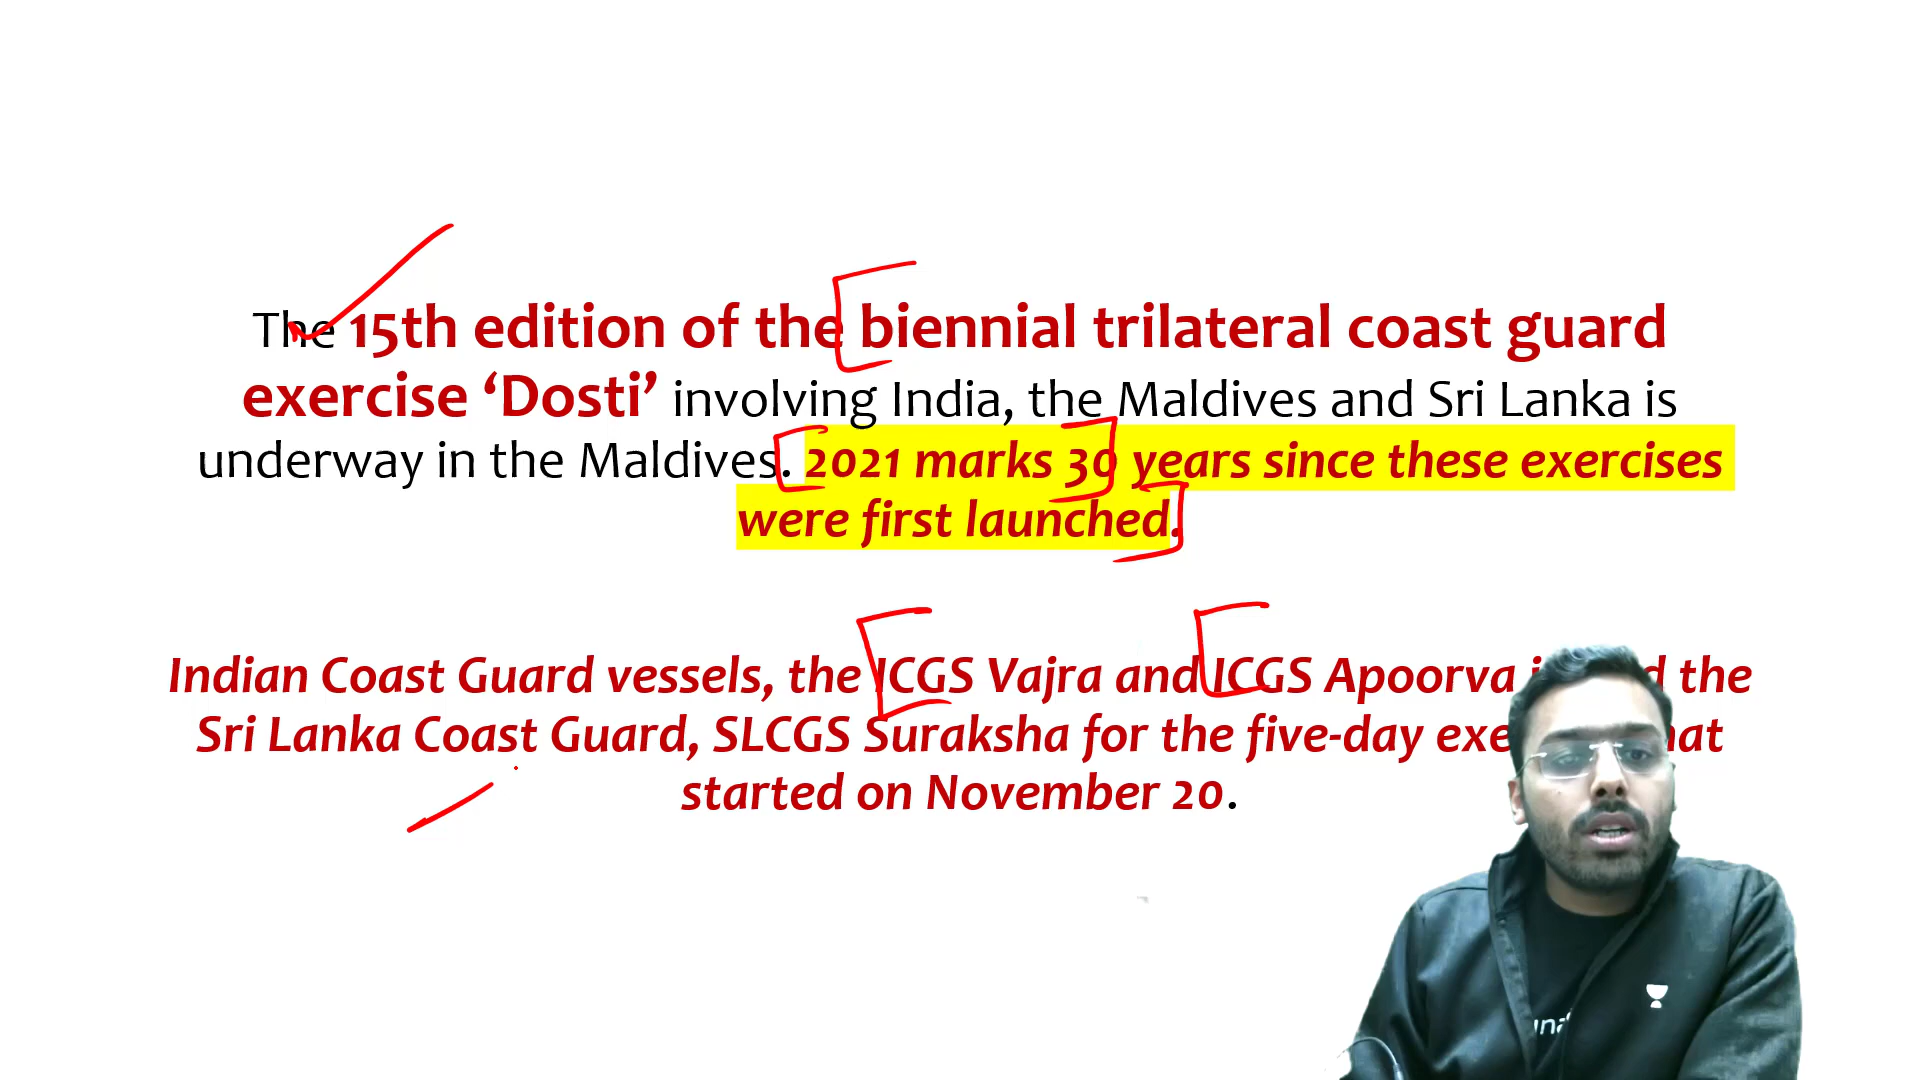 The 15th edition of the biennial trilateral coast guard
exercise ‘Dosti’ involving India, the Maldives and Sri Lanka is
underway in the Maldives. 2021 marks 30 years since these exercises
were first launched.
Indian Coast Guard vessels, the ICGS Vajra and ICGS Apoorva the
Sri Lanka Coast Guard, SLCGS Suraksha for the five-day
started on November 20.